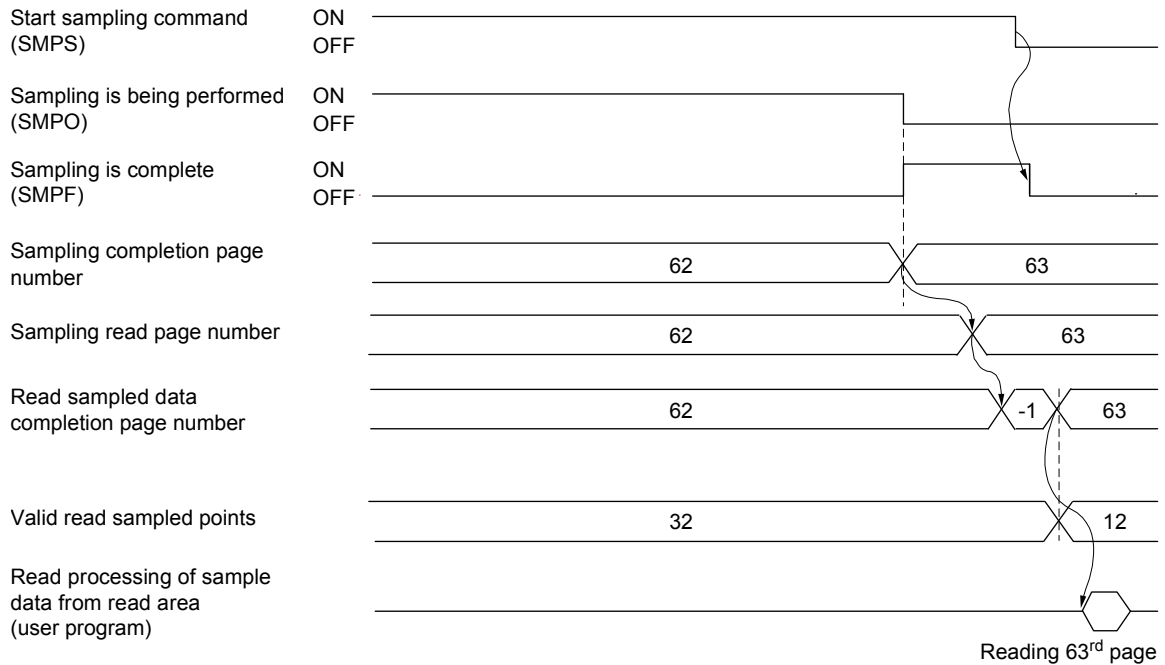 Start sampling command
(SMPS)
ON
OFF
Sampling is being performed
(SMPO)
ON
OFF
Sampling is complete
(SMPF)
ON
OFF
Sampling completion page
number
62
63
Sampling read page number
62
63
Read sampled data
completion page number
62
-1
63
Valid read sampled points
32
12
Read processing of sample
data from read area
(user program)
Reading 63rd page